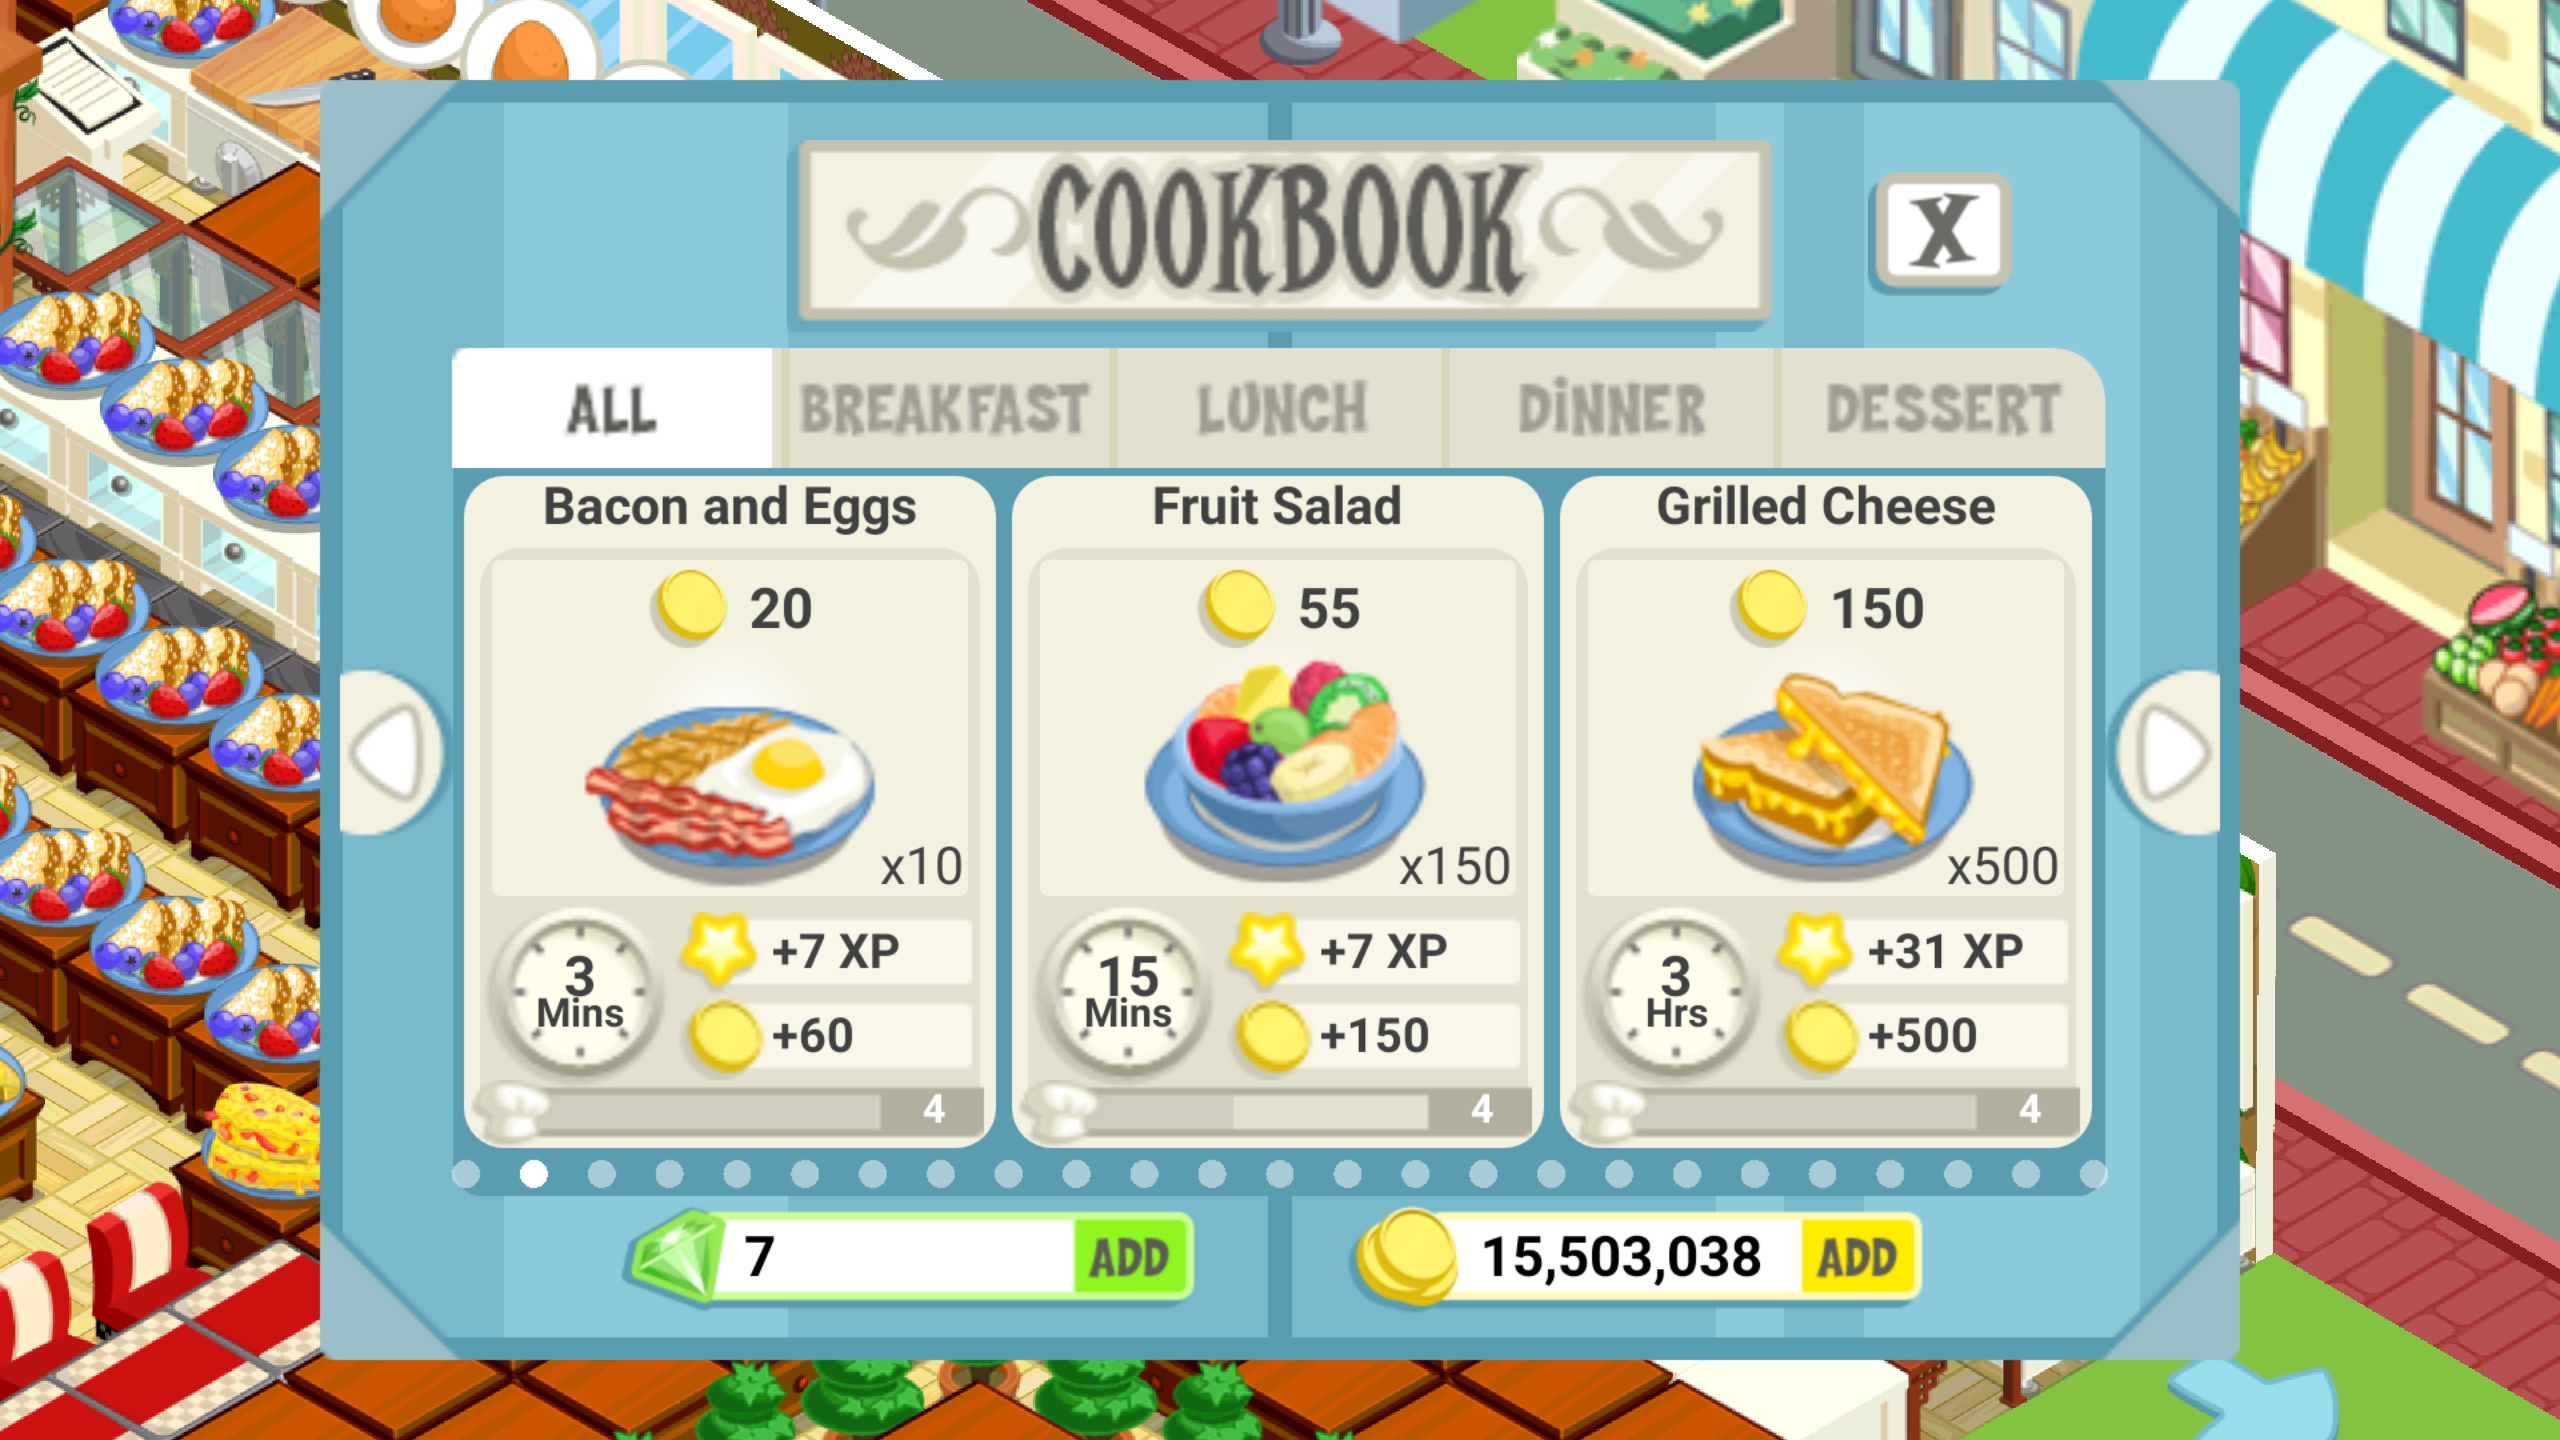 COOKBOOK
X
ALL
BREAKFAST
LUNCH
DiNNER
DESSERT
Bacon and Eggs
20
x10
3
Mins
+7 XP
+60
4
Fruit Salad
55
x150
15
Mins
+7 XP
+150
4
Grilled Cheese
150
x500
3
Hrs
+31 XP
+500
4
7
ADD
15,503,038
ADD